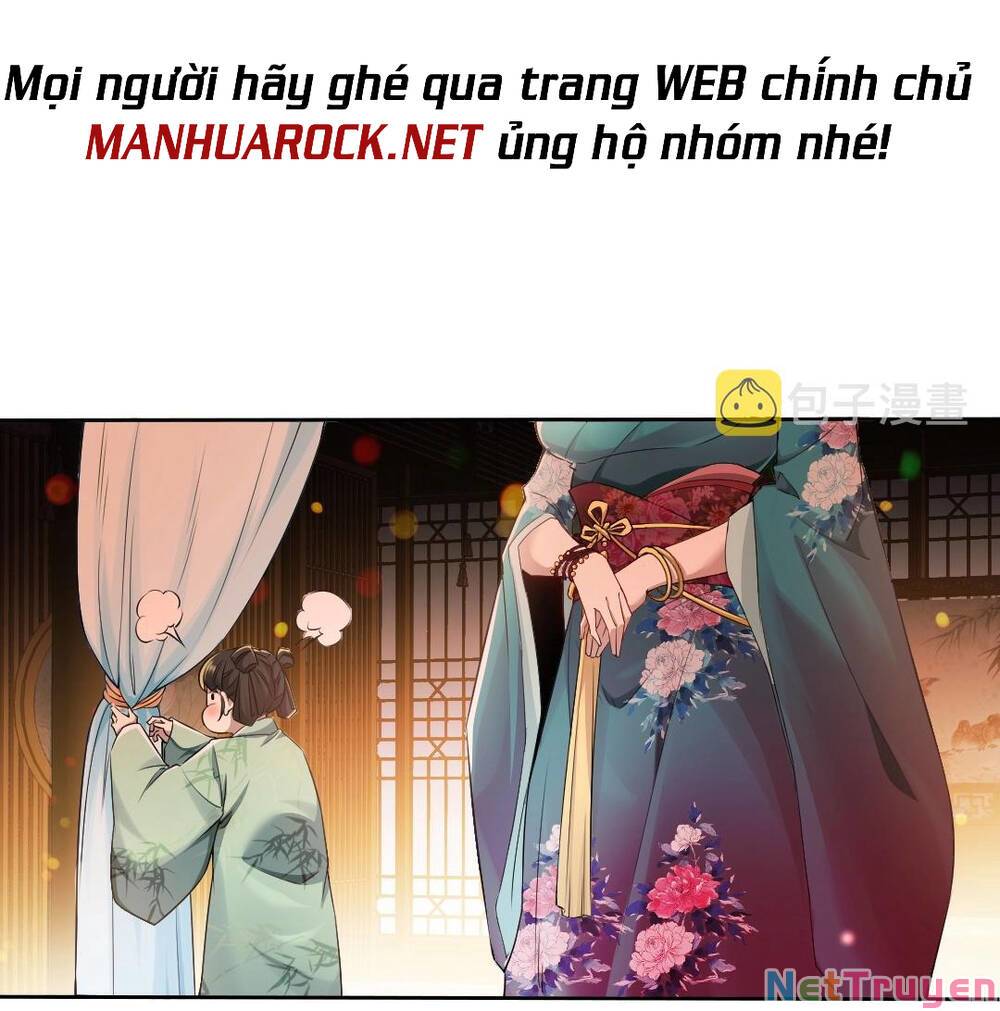 Mọi người hãy ghé qua trang WEB chính chủ
MANHUAROCK.NET ủng hộ nhóm nhé!
包子漫畫
NetTruyen